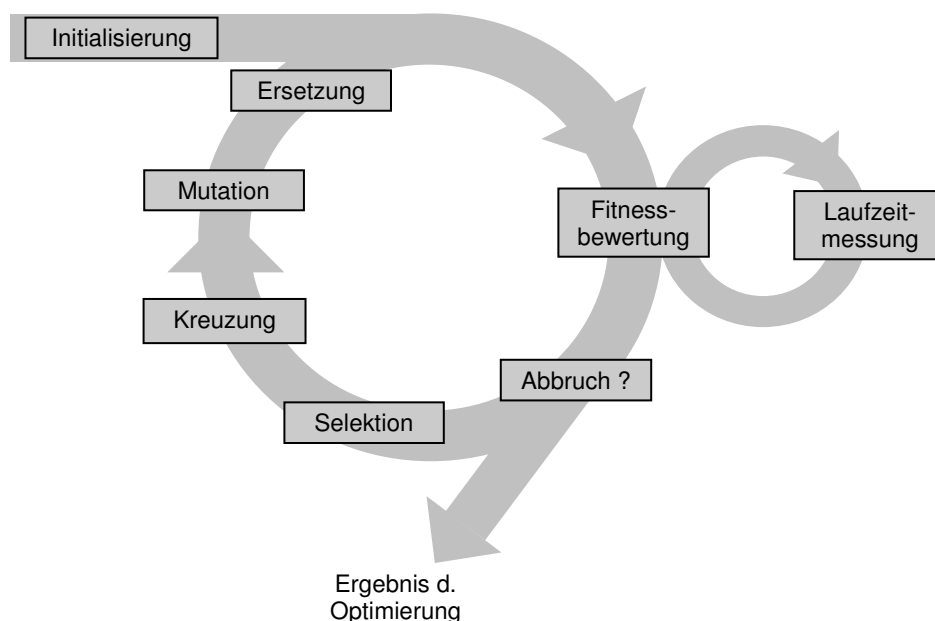 Initialisierung
Ersetzung
Mutation
Fitness-
bewertung
Laufzeit-
messung
Kreuzung
Abbruch ?
Selektion
Ergebnis d.
Optimierung